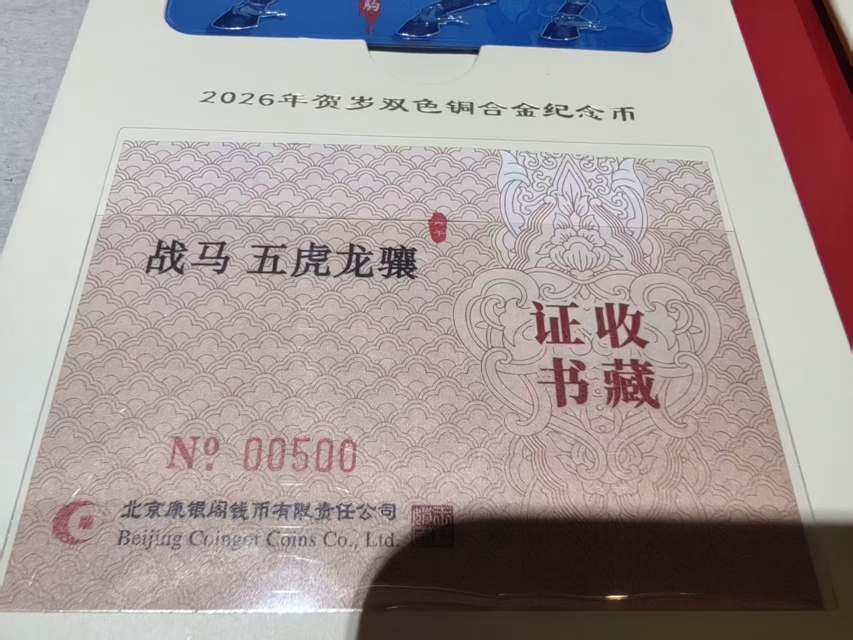 驹
2026年贺岁双色铜合金纪念币
战马 五虎龙骧
收藏
证书
Nº 00500
北京康银阁钱币有限责任公司
Beijing Coingot Coins Co., Ltd.